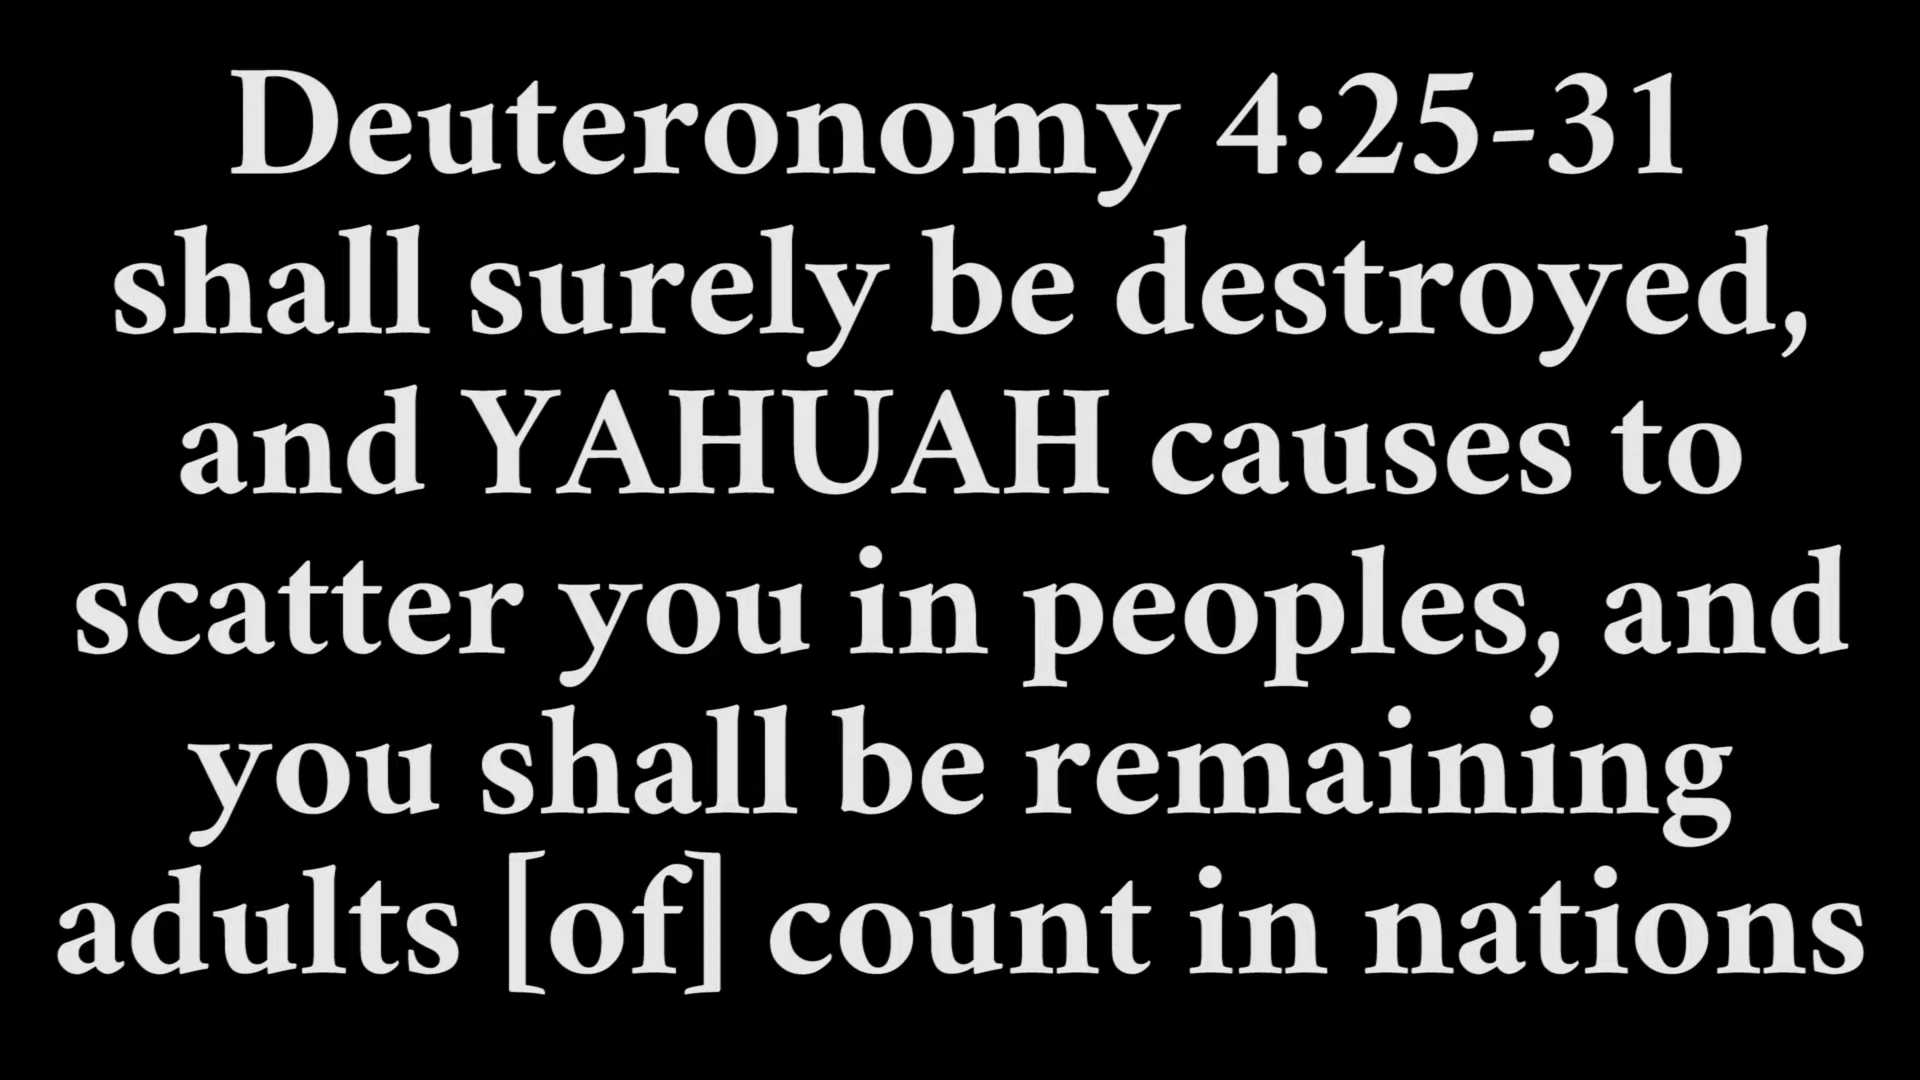 Deuteronomy 4:25-31
shall surely be destroyed,
and YAHUAH causes to
scatter you in peoples, and
you shall be remaining
adults [of] count in nations